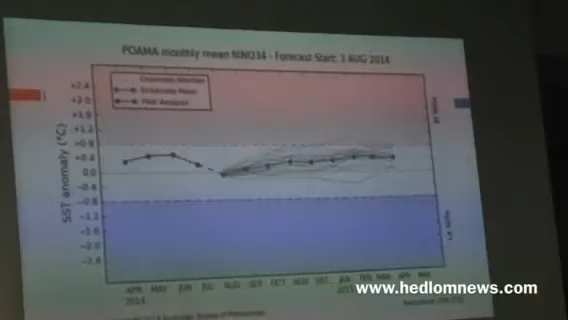 POAMA monthly mean NINO34 - Forecast Start: 3 AUG 2014
Ensemble Member
Ensemble Mean
Past Analysis
SST anomaly (°C)
+2.4
+2.0
+1.6
+1.2
+0.8
+0.4
0.0
-0.4
-0.8
-1.2
-1.6
-2.0
-2.4
El Niño
La Niña
APR MAY JUN JUL AUG SEP OCT NOV DEC JAN FEB MAR APR MAY
2014
www.hedlomnews.com